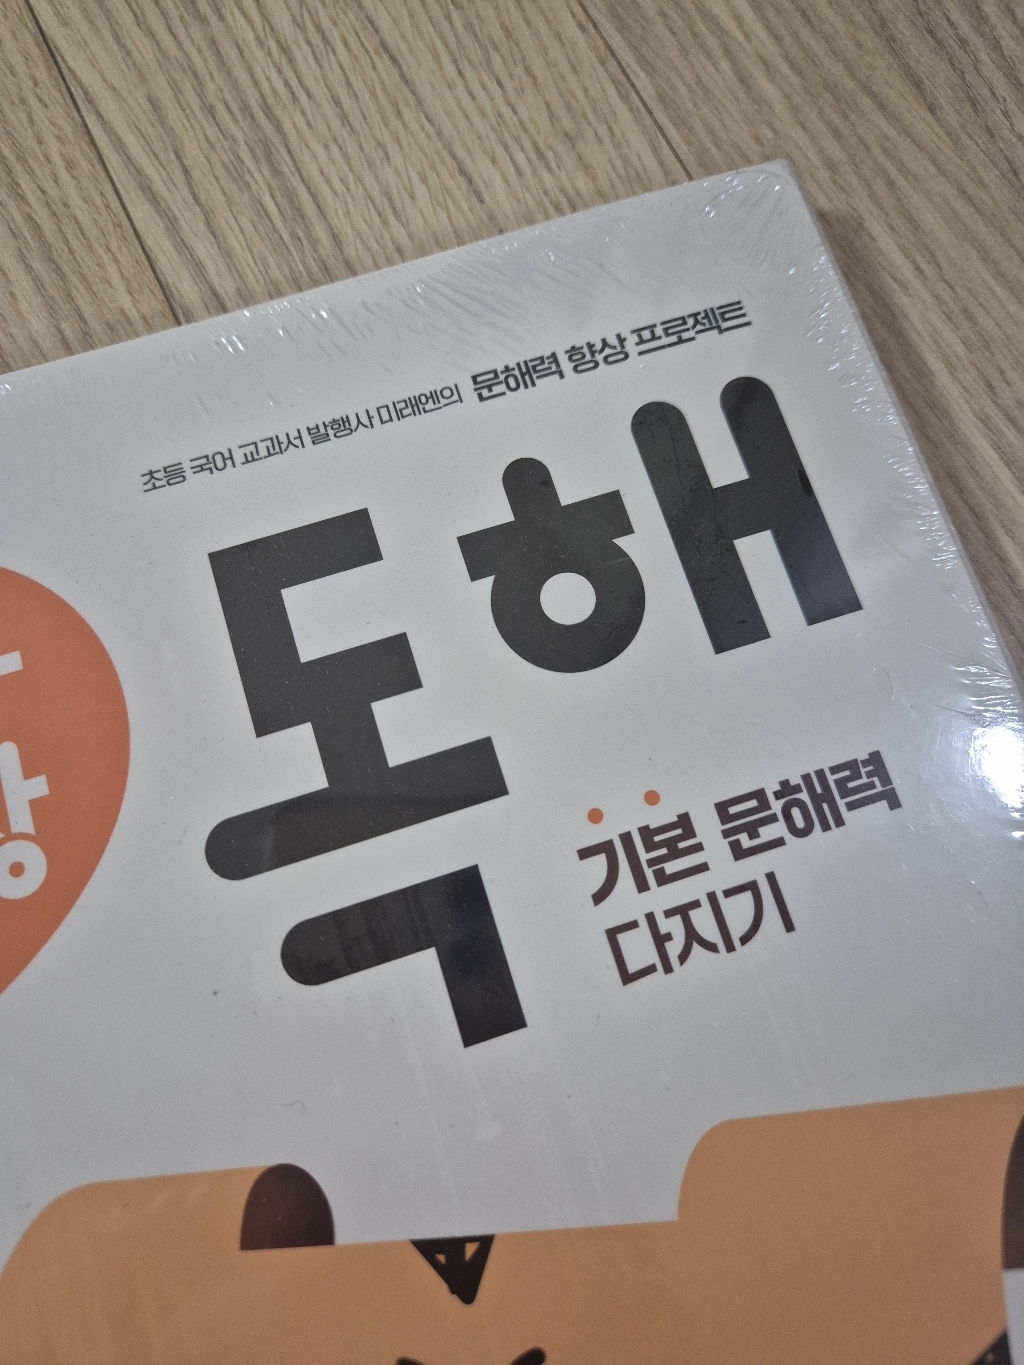 초등 국어 교과서 발행사 미래엔의 문해력 향상 프로젝트
독해
기본 문해력
다지기